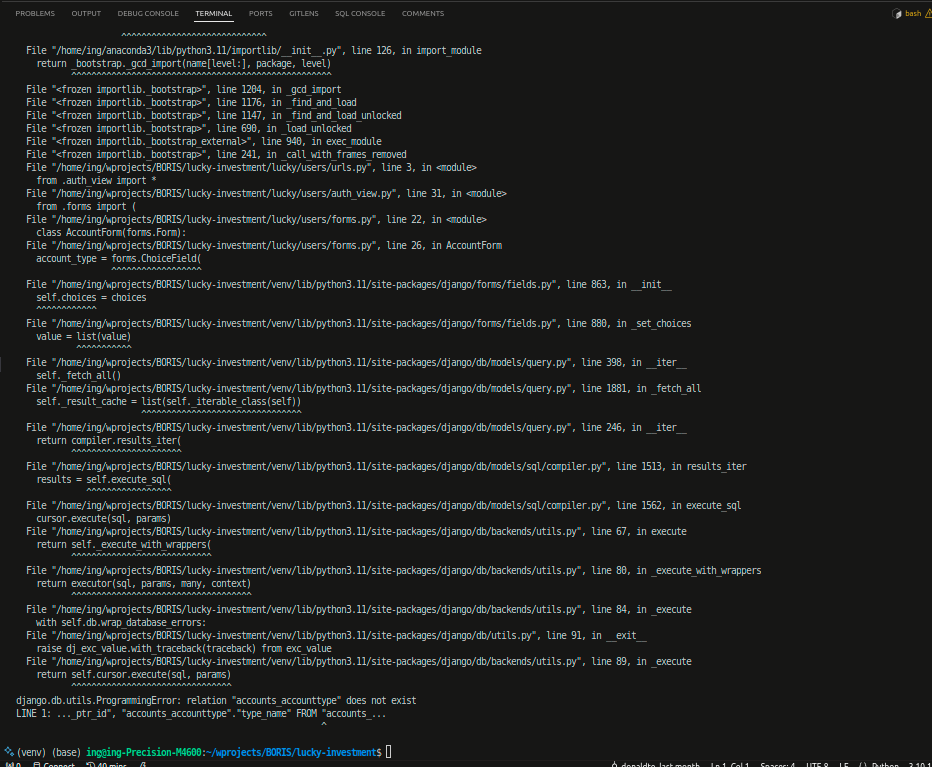 PROBLEMS OUTPUT DEBUG CONSOLE TERMINAL PORTS GITLENS SQL CONSOLE COMMENTS bash
^^^^^^^^^^^^^^^^^^^^^^^^^^^^^
File "/home/ing/anaconda3/lib/python3.11/importlib/__init__.py", line 126, in import_module
return _bootstrap._gcd_import(name[level:], package, level)
^^^^^^^^^^^^^^^^^^^^^^^^^^^^^^^^^^^^^^^^^^^^^^^^^^^^
File "<frozen importlib._bootstrap>", line 1204, in _gcd_import
File "<frozen importlib._bootstrap>", line 1176, in _find_and_load
File "<frozen importlib._bootstrap>", line 1147, in _find_and_load_unlocked
File "<frozen importlib._bootstrap>", line 690, in _load_unlocked
File "<frozen importlib._bootstrap_external>", line 940, in exec_module
File "<frozen importlib._bootstrap>", line 241, in _call_with_frames_removed
File "/home/ing/wprojects/BORIS/lucky-investment/lucky/users/urls.py", line 3, in <module>
from .auth_view import *
File "/home/ing/wprojects/BORIS/lucky-investment/lucky/users/auth_view.py", line 31, in <module>
from .forms import (
File "/home/ing/wprojects/BORIS/lucky-investment/lucky/users/forms.py", line 22, in <module>
class AccountForm(forms.Form):
File "/home/ing/wprojects/BORIS/lucky-investment/lucky/users/forms.py", line 26, in AccountForm
account_type = forms.ChoiceField(
^^^^^^^^^^^^^^^^^^
File "/home/ing/wprojects/BORIS/lucky-investment/venv/lib/python3.11/site-packages/django/forms/fields.py", line 863, in __init__
self.choices = choices
^^^^^^^^^^^^
File "/home/ing/wprojects/BORIS/lucky-investment/venv/lib/python3.11/site-packages/django/forms/fields.py", line 880, in _set_choices
value = list(value)
^^^^^^^^^^^
File "/home/ing/wprojects/BORIS/lucky-investment/venv/lib/python3.11/site-packages/django/db/models/query.py", line 398, in __iter__
self._fetch_all()
File "/home/ing/wprojects/BORIS/lucky-investment/venv/lib/python3.11/site-packages/django/db/models/query.py", line 1881, in _fetch_all
self._result_cache = list(self._iterable_class(self))
^^^^^^^^^^^^^^^^^^^^^^^^^^^^^^^^
File "/home/ing/wprojects/BORIS/lucky-investment/venv/lib/python3.11/site-packages/django/db/models/query.py", line 246, in __iter__
return compiler.results_iter(
^^^^^^^^^^^^^^^^^^^^^^
File "/home/ing/wprojects/BORIS/lucky-investment/venv/lib/python3.11/site-packages/django/db/models/sql/compiler.py", line 1513, in results_iter
results = self.execute_sql(
^^^^^^^^^^^^^^^^^
File "/home/ing/wprojects/BORIS/lucky-investment/venv/lib/python3.11/site-packages/django/db/models/sql/compiler.py", line 1562, in execute_sql
cursor.execute(sql, params)
File "/home/ing/wprojects/BORIS/lucky-investment/venv/lib/python3.11/site-packages/django/db/backends/utils.py", line 67, in execute
return self._execute_with_wrappers(
^^^^^^^^^^^^^^^^^^^^^^^^^^^^
File "/home/ing/wprojects/BORIS/lucky-investment/venv/lib/python3.11/site-packages/django/db/backends/utils.py", line 80, in _execute_with_wrappers
return executor(sql, params, many, context)
^^^^^^^^^^^^^^^^^^^^^^^^^^^^^^^^^^^^
File "/home/ing/wprojects/BORIS/lucky-investment/venv/lib/python3.11/site-packages/django/db/backends/utils.py", line 84, in _execute
with self.db.wrap_database_errors:
File "/home/ing/wprojects/BORIS/lucky-investment/venv/lib/python3.11/site-packages/django/db/utils.py", line 91, in __exit__
raise dj_exc_value.with_traceback(traceback) from exc_value
File "/home/ing/wprojects/BORIS/lucky-investment/venv/lib/python3.11/site-packages/django/db/backends/utils.py", line 89, in _execute
return self.cursor.execute(sql, params)
^^^^^^^^^^^^^^^^^^^^^^^^^^^^^^^^
django.db.utils.ProgrammingError: relation "accounts_accounttype" does not exist
LINE 1: ..._ptr_id", "accounts_accounttype"."type_name" FROM "accounts_...
^
(venv) (base) ing@ing-Precision-M4600:~/wprojects/BORIS/lucky-investment$
Connect 49 mins donaldte, last month Ln 1, Col 1 Spaces: 4 UTF-8 LF Python